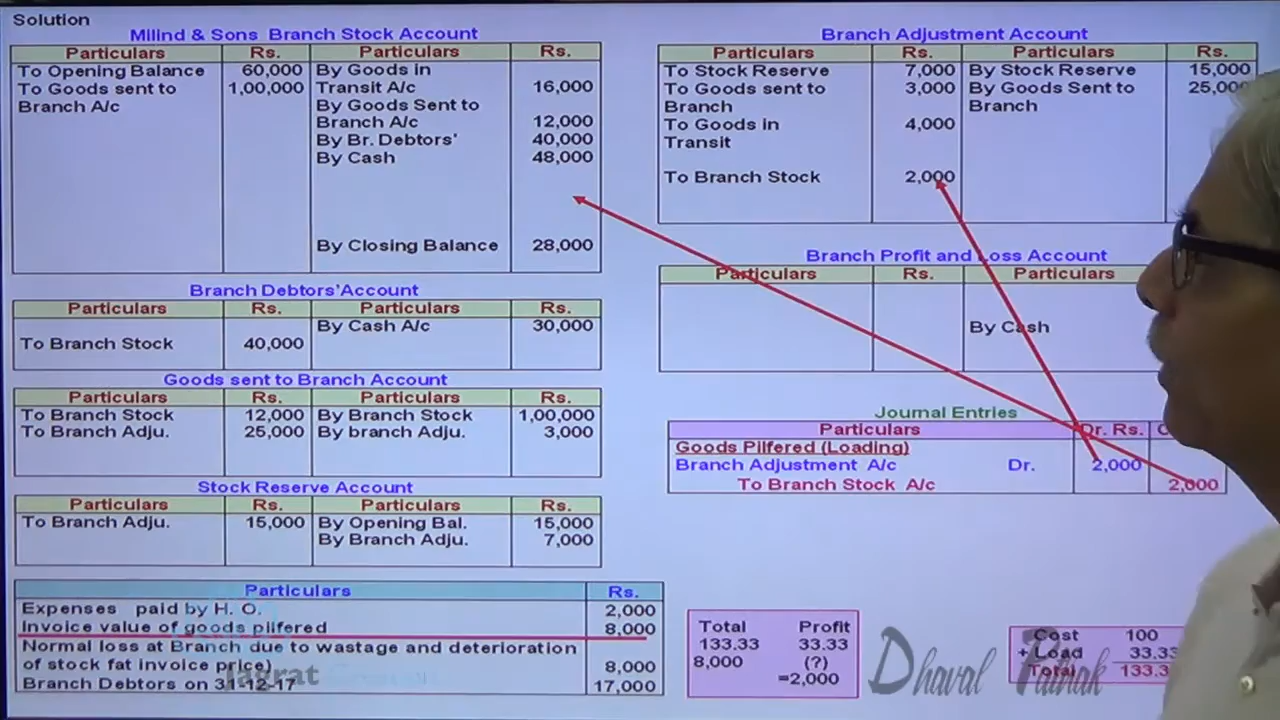 Solution
Milind & Sons Branch Stock Account
Particulars Rs. Particulars Rs.
To Opening Balance 60,000 By Goods in
To Goods sent to 1,00,000 Transit A/c 16,000
Branch A/c By Goods Sent to
Branch A/c 12,000
By Br. Debtors' 40,000
By Cash 48,000
By Closing Balance 28,000
Branch Debtors'Account
Particulars Rs. Particulars Rs.
By Cash A/c 30,000
To Branch Stock 40,000
Goods sent to Branch Account
Particulars Rs. Particulars Rs.
To Branch Stock 12,000 By Branch Stock 1,00,000
To Branch Adju. 25,000 By branch Adju. 3,000
Stock Reserve Account
Particulars Rs. Particulars Rs.
To Branch Adju. 15,000 By Opening Bal. 15,000
By Branch Adju. 7,000
Particulars Rs.
Expenses paid by H. O. 2,000
Invoice value of goods pilfered 8,000
Normal loss at Branch due to wastage and deterioration
of stock fat invoice price) 8,000
Branch Debtors on 31-12-17 17,000
Jagrat
Branch Adjustment Account
Particulars Rs. Particulars Rs.
To Stock Reserve 7,000 By Stock Reserve 15,000
To Goods sent to 3,000 By Goods Sent to 25,000
Branch Branch
To Goods in 4,000
Transit
To Branch Stock 2,000
Branch Profit and Loss Account
Particulars Rs. Particulars
By Cash
Journal Entries
Particulars Dr. Rs.
Goods Pilfered (Loading)
Branch Adjustment A/c Dr. 2,000
To Branch Stock A/c 2,000
Total Profit
133.33 33.33
8,000 (?)
=2,000
Cost 100
+ Load 33.33
Total 133.3
Dhaval Pathak